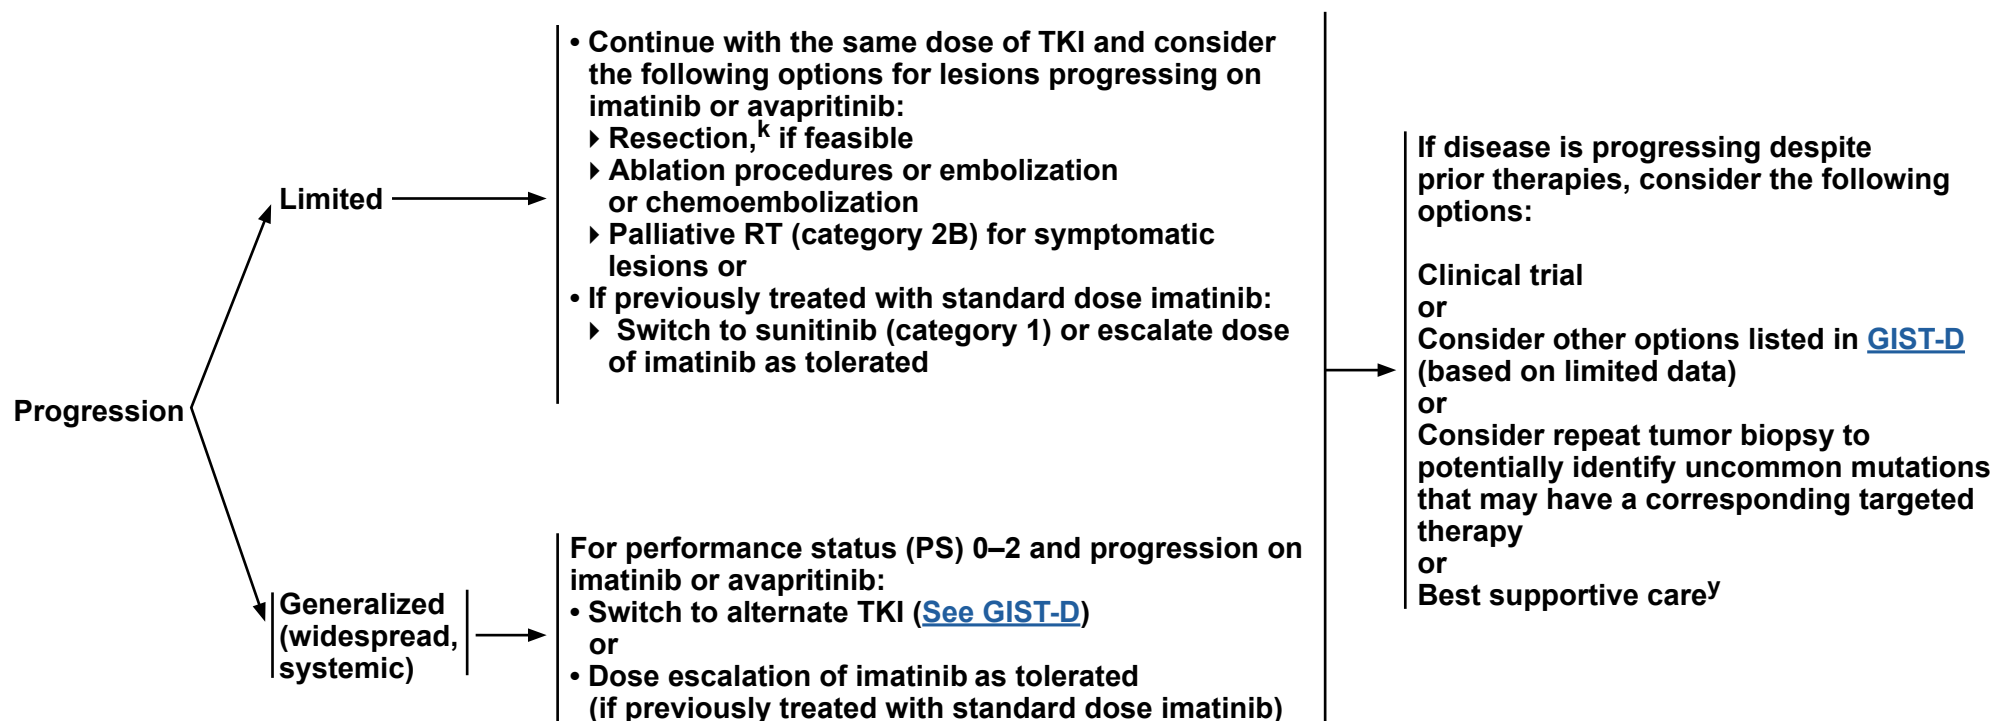 Progression
Limited
• Continue with the same dose of TKI and consider
the following options for lesions progressing on
imatinib or avapritinib:
▸ Resection,k if feasible
▸ Ablation procedures or embolization
or chemoembolization
▸ Palliative RT (category 2B) for symptomatic
lesions or
• If previously treated with standard dose imatinib:
▸ Switch to sunitinib (category 1) or escalate dose
of imatinib as tolerated
Generalized
(widespread,
systemic)
For performance status (PS) 0–2 and progression on
imatinib or avapritinib:
• Switch to alternate TKI (See GIST-D)
or
• Dose escalation of imatinib as tolerated
(if previously treated with standard dose imatinib)
If disease is progressing despite
prior therapies, consider the following
options:
Clinical trial
or
Consider other options listed in GIST-D
(based on limited data)
or
Consider repeat tumor biopsy to
potentially identify uncommon mutations
that may have a corresponding targeted
therapy
or
Best supportive carey